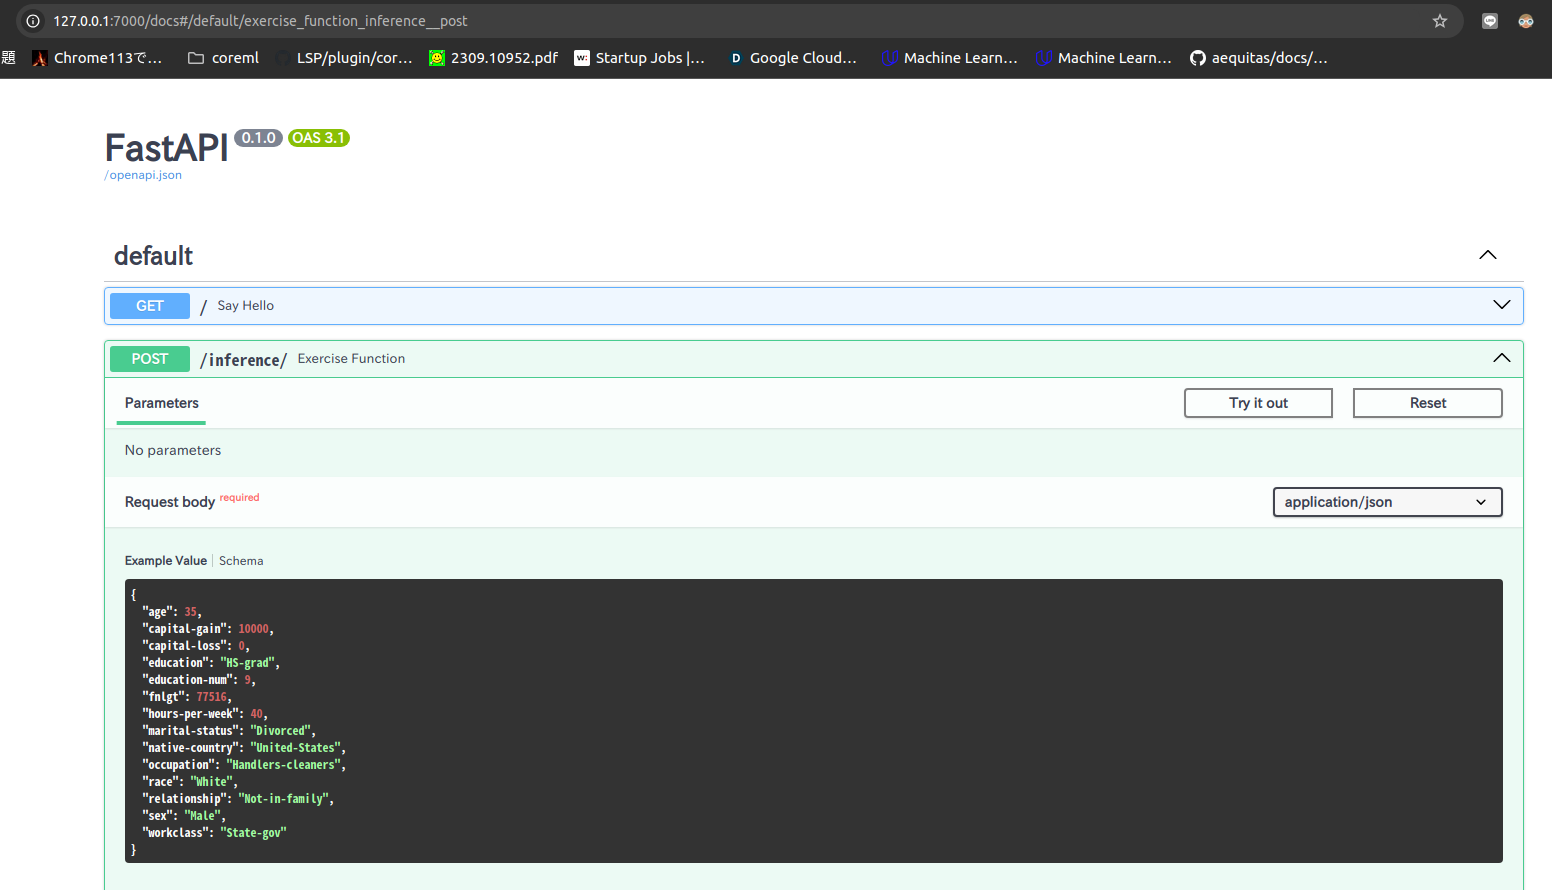 127.0.0.1:7000/docs#/default/exercise_function_inference__post
題 Chrome113で… coreml LSP/plugin/cor… 2309.10952.pdf W: Startup Jobs |… D Google Cloud… Machine Learn… Machine Learn… aequitas/docs/…
FastAPI 0.1.0 OAS 3.1
/openapi.json
default
GET / Say Hello
POST /inference/ Exercise Function
Parameters Try it out Reset
No parameters
Request body required application/json
Example Value Schema
{
"age": 35,
"capital-gain": 10000,
"capital-loss": 0,
"education": "HS-grad",
"education-num": 9,
"fnlgt": 77516,
"hours-per-week": 40,
"marital-status": "Divorced",
"native-country": "United-States",
"occupation": "Handlers-cleaners",
"race": "White",
"relationship": "Not-in-family",
"sex": "Male",
"workclass": "State-gov"
}